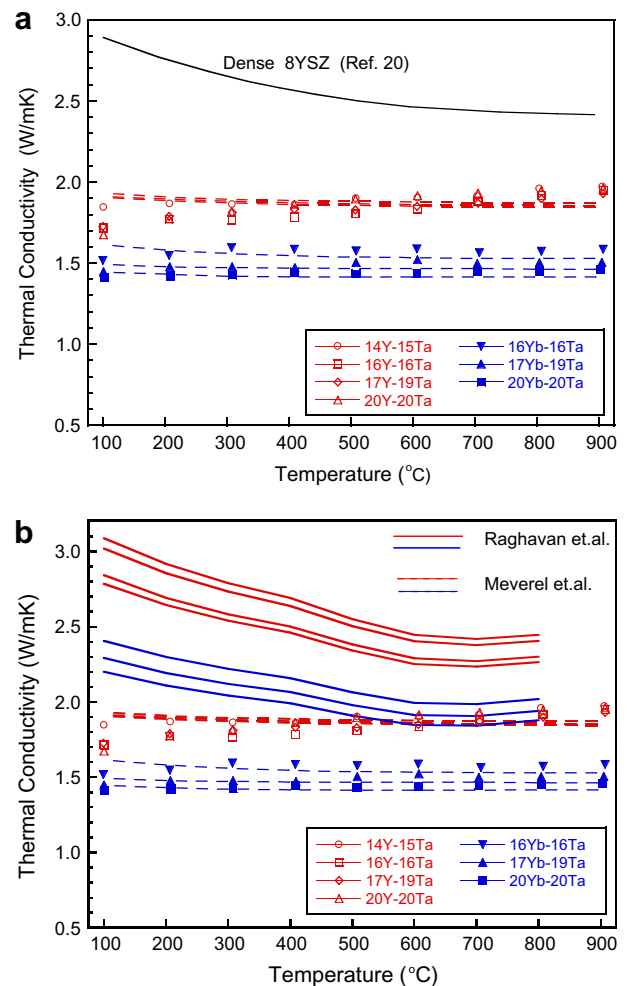 a
3.0
Dense 8YSZ (Ref. 20)
2.5
2.0
1.5
1.0
0.5
Thermal Conductivity (W/mK)
14Y-15Ta
16Y-16Ta
17Y-19Ta
20Y-20Ta
16Yb-16Ta
17Yb-19Ta
20Yb-20Ta
100 200 300 400 500 600 700 800 900
Temperature (°C)
b
3.0
2.5
2.0
1.5
1.0
0.5
Thermal Conductivity (W/mK)
Raghavan et.al.
Meverel et.al.
14Y-15Ta
16Y-16Ta
17Y-19Ta
20Y-20Ta
16Yb-16Ta
17Yb-19Ta
20Yb-20Ta
100 200 300 400 500 600 700 800 900
Temperature (°C)